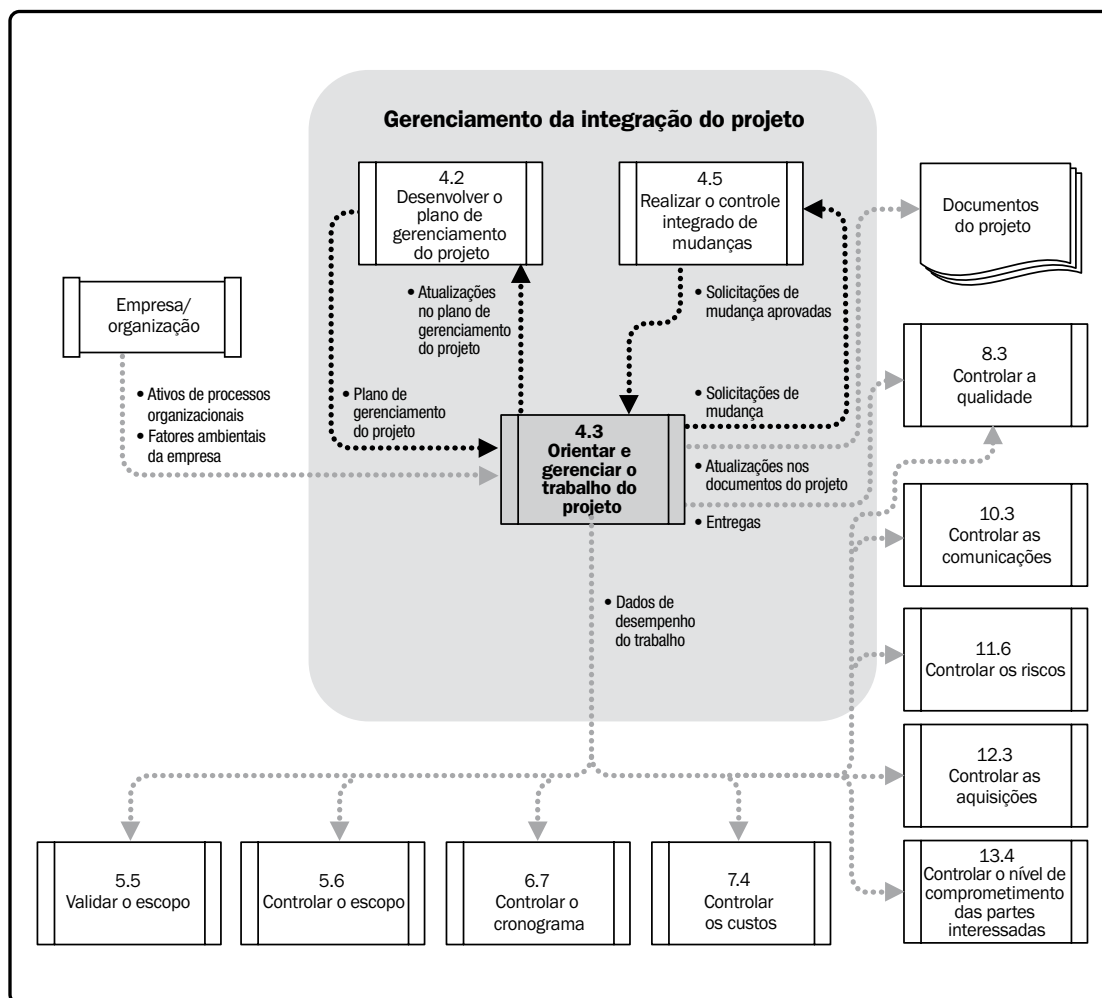 Gerenciamento da integração do projeto
4.2
Desenvolver o
plano de
gerenciamento
do projeto
4.5
Realizar o controle
integrado de
mudanças
Documentos
do projeto
Empresa/
organização
• Atualizações
no plano de
gerenciamento
do projeto
• Solicitações de
mudança aprovadas
8.3
Controlar a
qualidade
• Ativos de processos
organizacionais
• Fatores ambientais
da empresa
• Plano de
gerenciamento
do projeto
• Solicitações de
mudança
4.3
Orientar e
gerenciar o
trabalho do
projeto
• Atualizações nos
documentos do projeto
• Entregas
10.3
Controlar as
comunicações
• Dados de
desempenho
do trabalho
11.6
Controlar os riscos
12.3
Controlar as
aquisições
5.5
Validar o escopo
5.6
Controlar o escopo
6.7
Controlar o
cronograma
7.4
Controlar
os custos
13.4
Controlar o nível de
comprometimento
das partes
interessadas